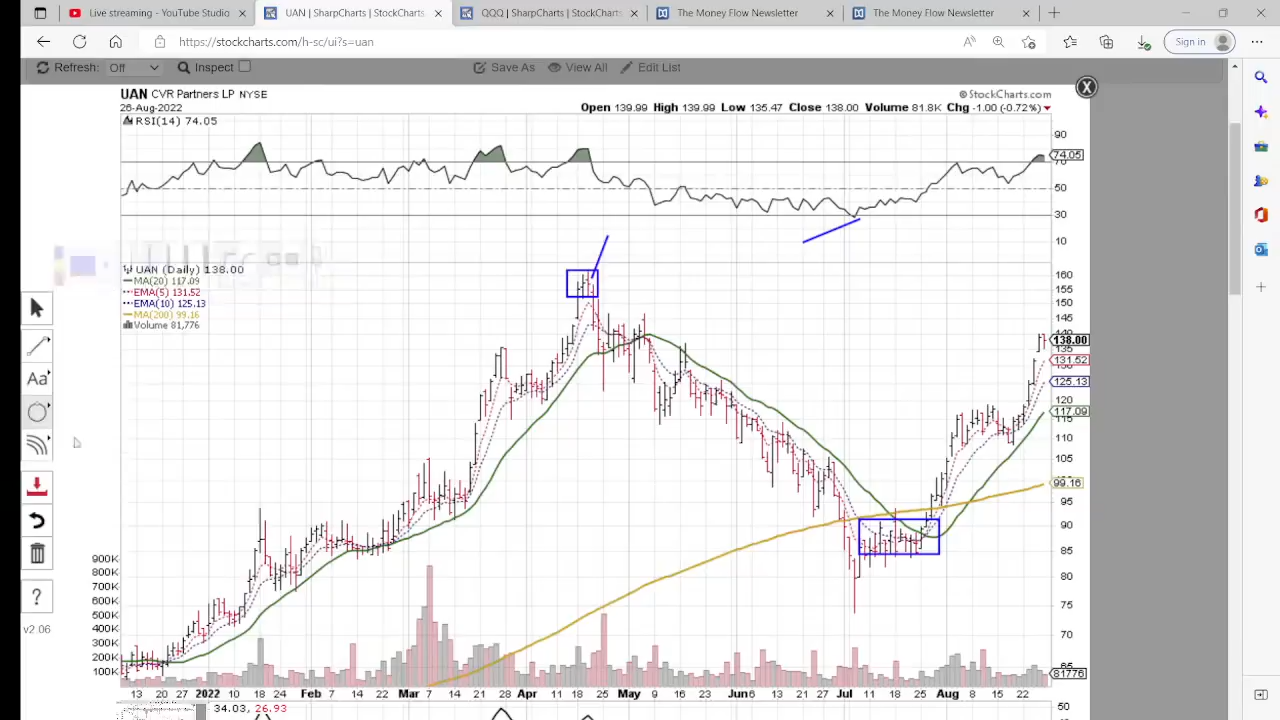 Live streaming - YouTube Studio
UAN | SharpCharts | StockCharts.
QQQ | SharpCharts | StockCharts.
The Money Flow Newsletter
The Money Flow Newsletter
https://stockcharts.com/h-sc/ui?s=uan
Sign in
Refresh: Off Inspect Save As View All Edit List
UAN CVR Partners LP NYSE
© StockCharts.com
26-Aug-2022
Open 139.99 High 139.99 Low 135.47 Close 138.00 Volume 81.8K Chg -1.00 (-0.72%)
RSI(14) 74.05
90
74.05
70
50
30
10
UAN (Daily) 138.00
MA(20) 117.09
EMA(5) 131.52
EMA(10) 125.13
MA(200) 99.16
Volume 81,776
160
155
150
145
140
138.00
135
131.52
130
125.13
120
117.09
115
110
105
99.16
95
90
85
80
75
70
65
81776
900K
800K
700K
600K
500K
400K
300K
200K
100K
13 20 27 2022 10 18 24 Feb 7 14 22 Mar 7 14 21 28 Apr 11 18 25 May 9 16 23 Jun 6 13 21 27 Jul 11 18 25 Aug 8 15 22
Aa
?
v2.06
X
34.03, 26.93
50